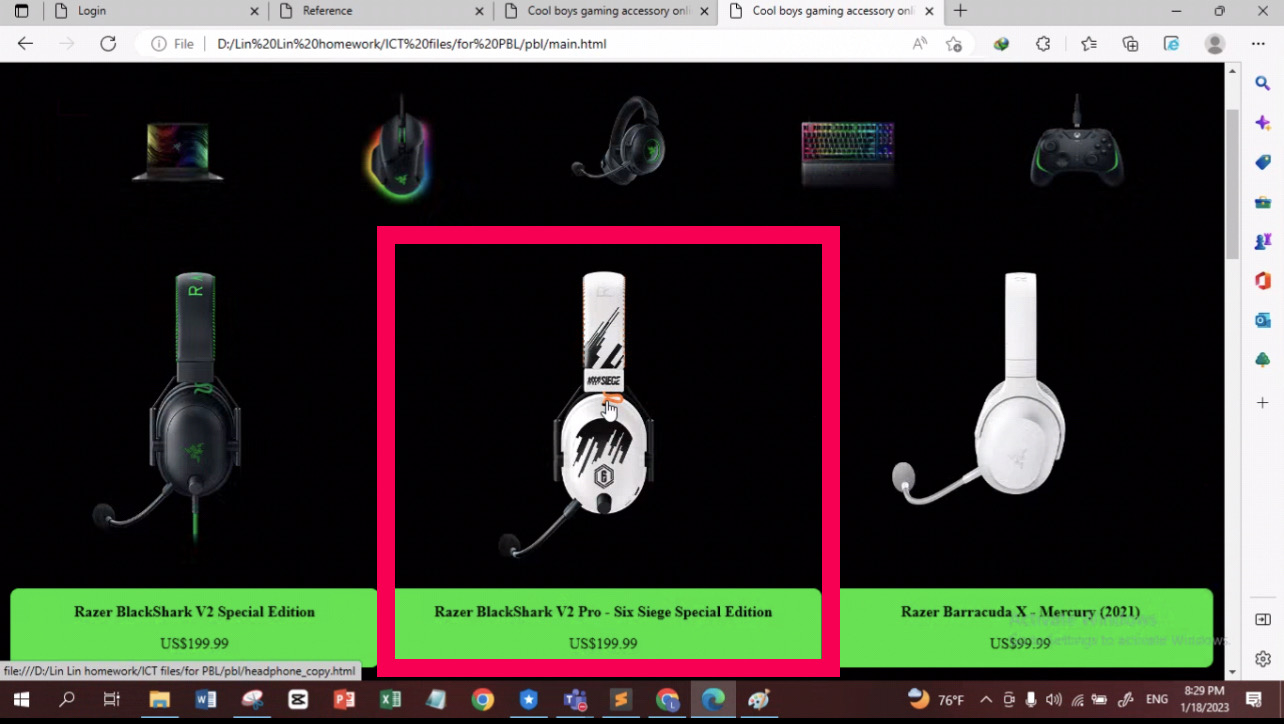 Login
Reference
Cool boys gaming accessory onli
Cool boys gaming accessory onli
File
D:/Lin%20Lin%20homework/ICT%20files/for%20PBL/pbl/main.html
SIEGE
6
Razer BlackShark V2 Special Edition
US$199.99
Razer BlackShark V2 Pro - Six Siege Special Edition
US$199.99
Razer Barracuda X - Mercury (2021)
US$99.99
Activate Windows
Go to Settings to activate Windows.
file:///D:/Lin Lin homework/ICT files/for PBL/pbl/headphone_copy.html
76°F
ENG
8:29 PM
1/18/2023